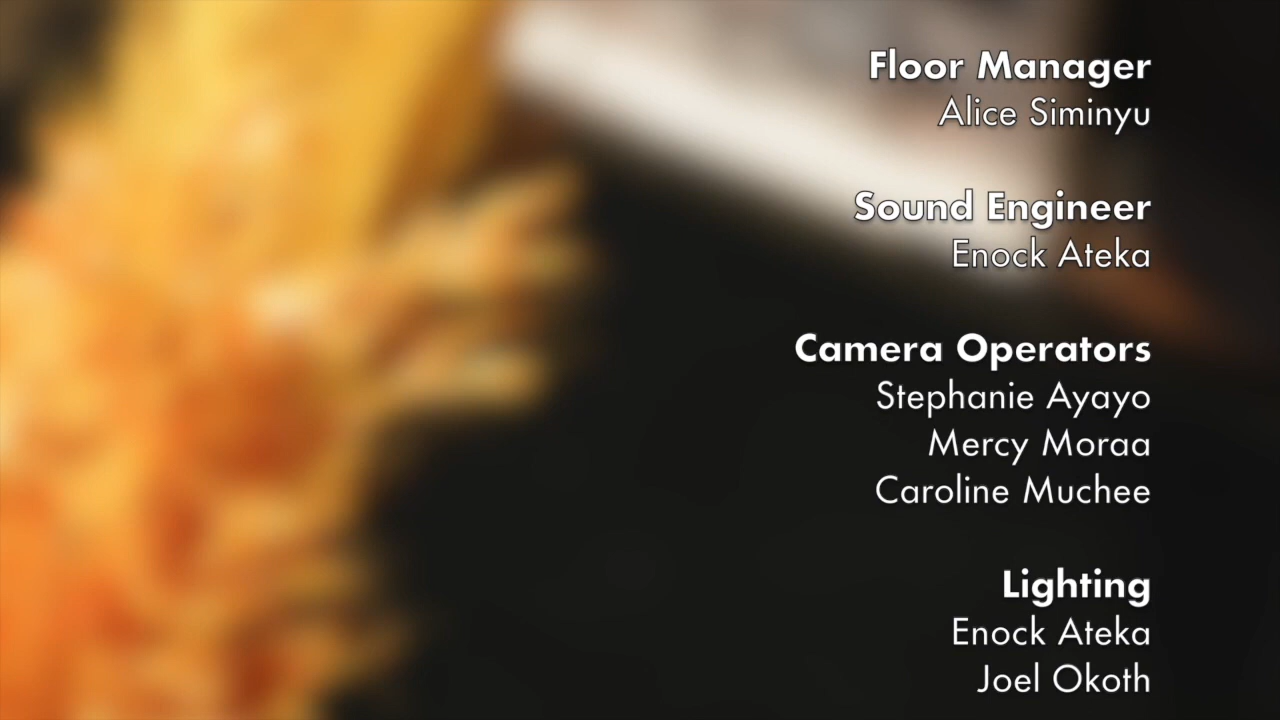 Floor Manager
Alice Siminyu
Sound Engineer
Enock Ateka
Camera Operators
Stephanie Ayayo
Mercy Moraa
Caroline Muchee
Lighting
Enock Ateka
Joel Okoth